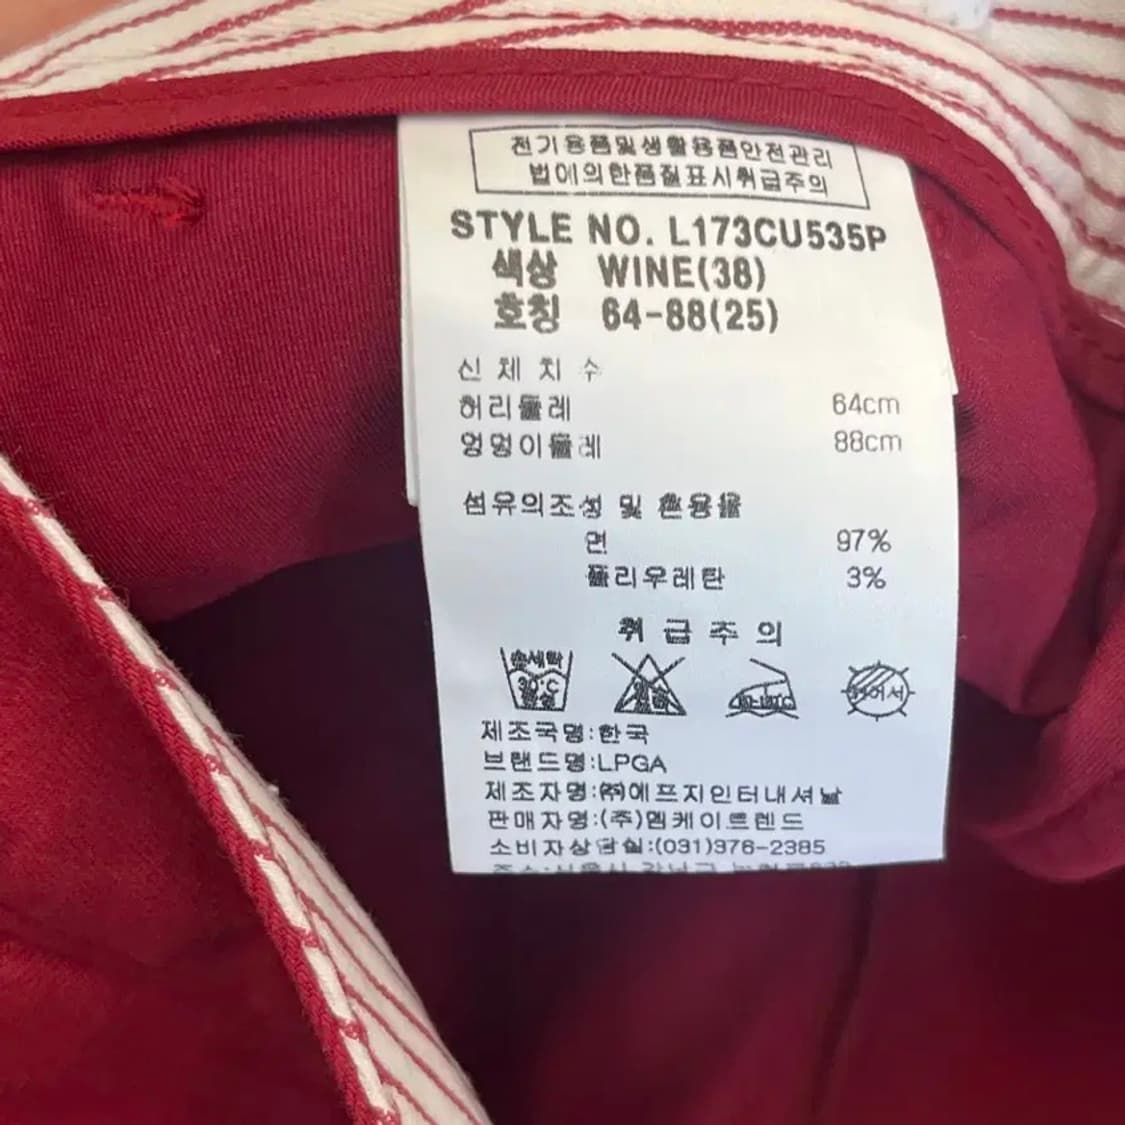 전기용품및생활용품안전관리
법에의한품질표시취급주의
STYLE NO. L173CU535P
색상 WINE(38)
호칭 64-88(25)
신체치수
허리둘레 64cm
엉덩이둘레 88cm
섬유의조성 및 혼용율
면 97%
폴리우레탄 3%
취급주의
손세탁
30℃
제조국명:한국
브랜드명:LPGA
제조자명:㈜에프지인터내셔날
판매자명:(주)엠케이트렌드
소비자상담실:(031)376-2385